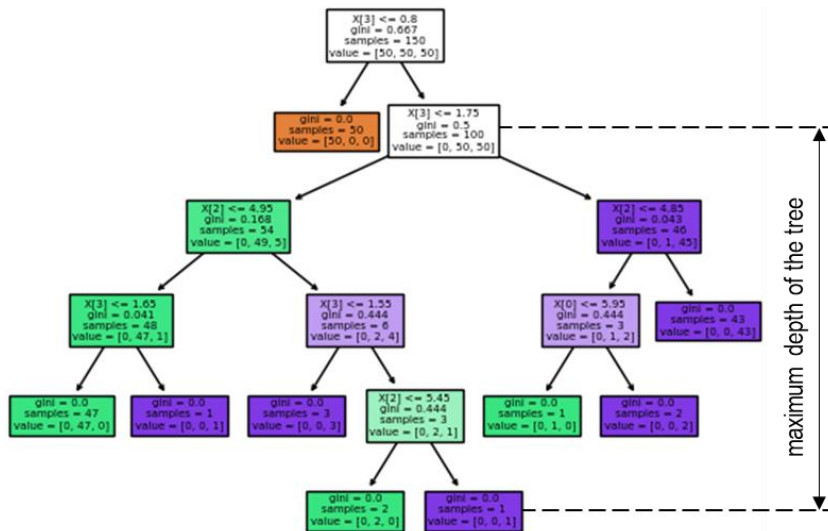 X[3] <= 0.8
gini = 0.667
samples = 150
value = [50, 50, 50]
gini = 0.0
samples = 50
value = [50, 0, 0]
X[3] <= 1.75
gini = 0.5
samples = 100
value = [0, 50, 50]
X[2] <= 4.95
gini = 0.168
samples = 54
value = [0, 49, 5]
X[2] <= 4.85
gini = 0.043
samples = 46
value = [0, 1, 45]
X[3] <= 1.65
gini = 0.041
samples = 48
value = [0, 47, 1]
X[3] <= 1.55
gini = 0.444
samples = 6
value = [0, 2, 4]
X[0] <= 5.95
gini = 0.444
samples = 3
value = [0, 1, 2]
gini = 0.0
samples = 43
value = [0, 0, 43]
gini = 0.0
samples = 47
value = [0, 47, 0]
gini = 0.0
samples = 1
value = [0, 0, 1]
gini = 0.0
samples = 3
value = [0, 0, 3]
X[2] <= 5.45
gini = 0.444
samples = 3
value = [0, 2, 1]
gini = 0.0
samples = 1
value = [0, 1, 0]
gini = 0.0
samples = 2
value = [0, 0, 2]
gini = 0.0
samples = 2
value = [0, 2, 0]
gini = 0.0
samples = 1
value = [0, 0, 1]
maximum depth of the tree